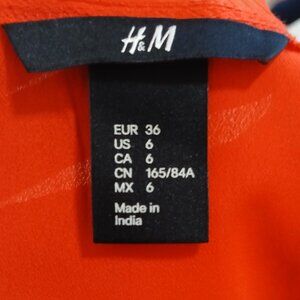 H&M
EUR 36
US 6
CA 6
CN 165/84A
MX 6
Made in
India